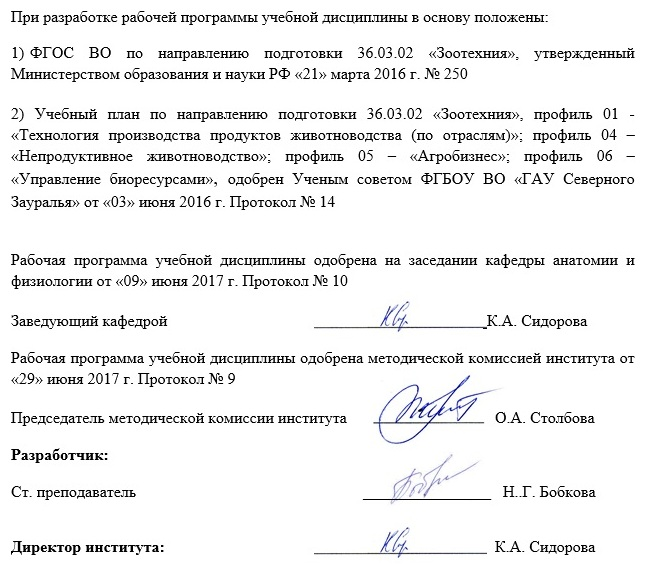 При разработке рабочей программы учебной дисциплины в основу положены:
1) ФГОС ВО по направлению подготовки 36.03.02 «Зоотехния», утвержденный
Министерством образования и науки РФ «21» марта 2016 г. № 250
2) Учебный план по направлению подготовки 36.03.02 «Зоотехния», профиль 01 -
«Технология производства продуктов животноводства (по отраслям)»; профиль 04 –
«Непродуктивное животноводство»; профиль 05 – «Агробизнес»; профиль 06 –
«Управление биоресурсами», одобрен Ученым советом ФГБОУ ВО «ГАУ Северного
Зауралья» от «03» июня 2016 г. Протокол № 14
Рабочая программа учебной дисциплины одобрена на заседании кафедры анатомии и
физиологии от «09» июня 2017 г. Протокол № 10
Заведующий кафедрой К.А. Сидорова
Рабочая программа учебной дисциплины одобрена методической комиссией института от
«29» июня 2017 г. Протокол № 9
Председатель методической комиссии института О.А. Столбова
Разработчик:
Ст. преподаватель Н..Г. Бобкова
Директор института: К.А. Сидорова